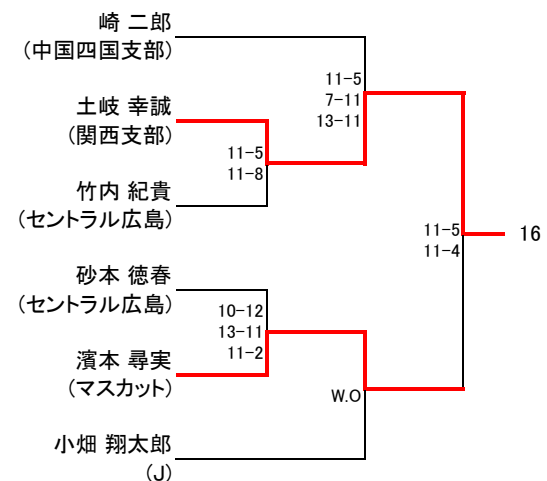 崎 二郎
(中国四国支部)
11-5
7-11
13-11
土岐 幸誠
(関西支部)
11-5
11-8
竹内 紀貴
(セントラル広島)
11-5
11-4
16
砂本 徳春
(セントラル広島)
10-12
13-11
11-2
濱本 尋実
(マスカット)
W.O
小畑 翔太郎
(J)